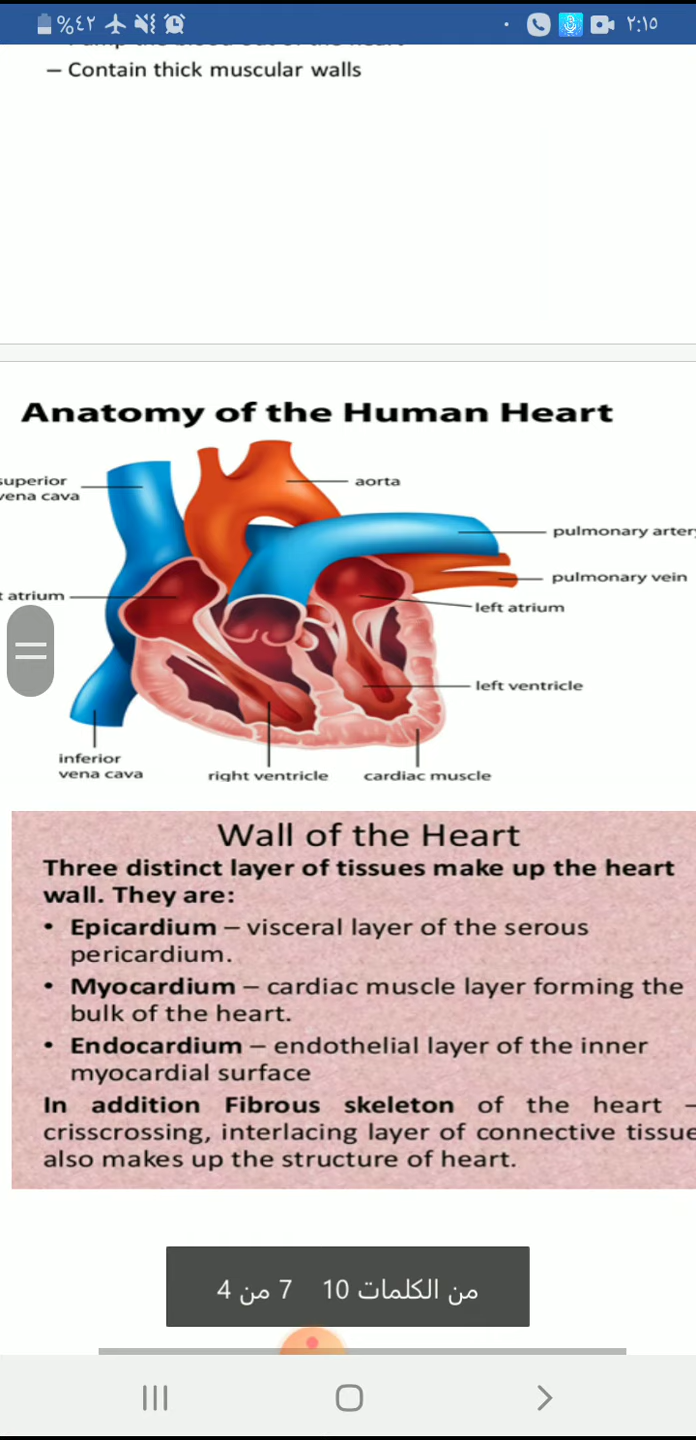 %٤٢ ٢:١٥
– Contain thick muscular walls
Anatomy of the Human Heart
superior
vena cava
aorta
pulmonary arter
pulmonary vein
t atrium
left atrium
left ventricle
inferior
vena cava
right ventricle
cardiac muscle
Wall of the Heart
Three distinct layer of tissues make up the heart
wall. They are:
• Epicardium – visceral layer of the serous
pericardium.
• Myocardium – cardiac muscle layer forming the
bulk of the heart.
• Endocardium – endothelial layer of the inner
myocardial surface
In addition Fibrous skeleton of the heart –
crisscrossing, interlacing layer of connective tissue
also makes up the structure of heart.
من الكلمات 10 7 من 4